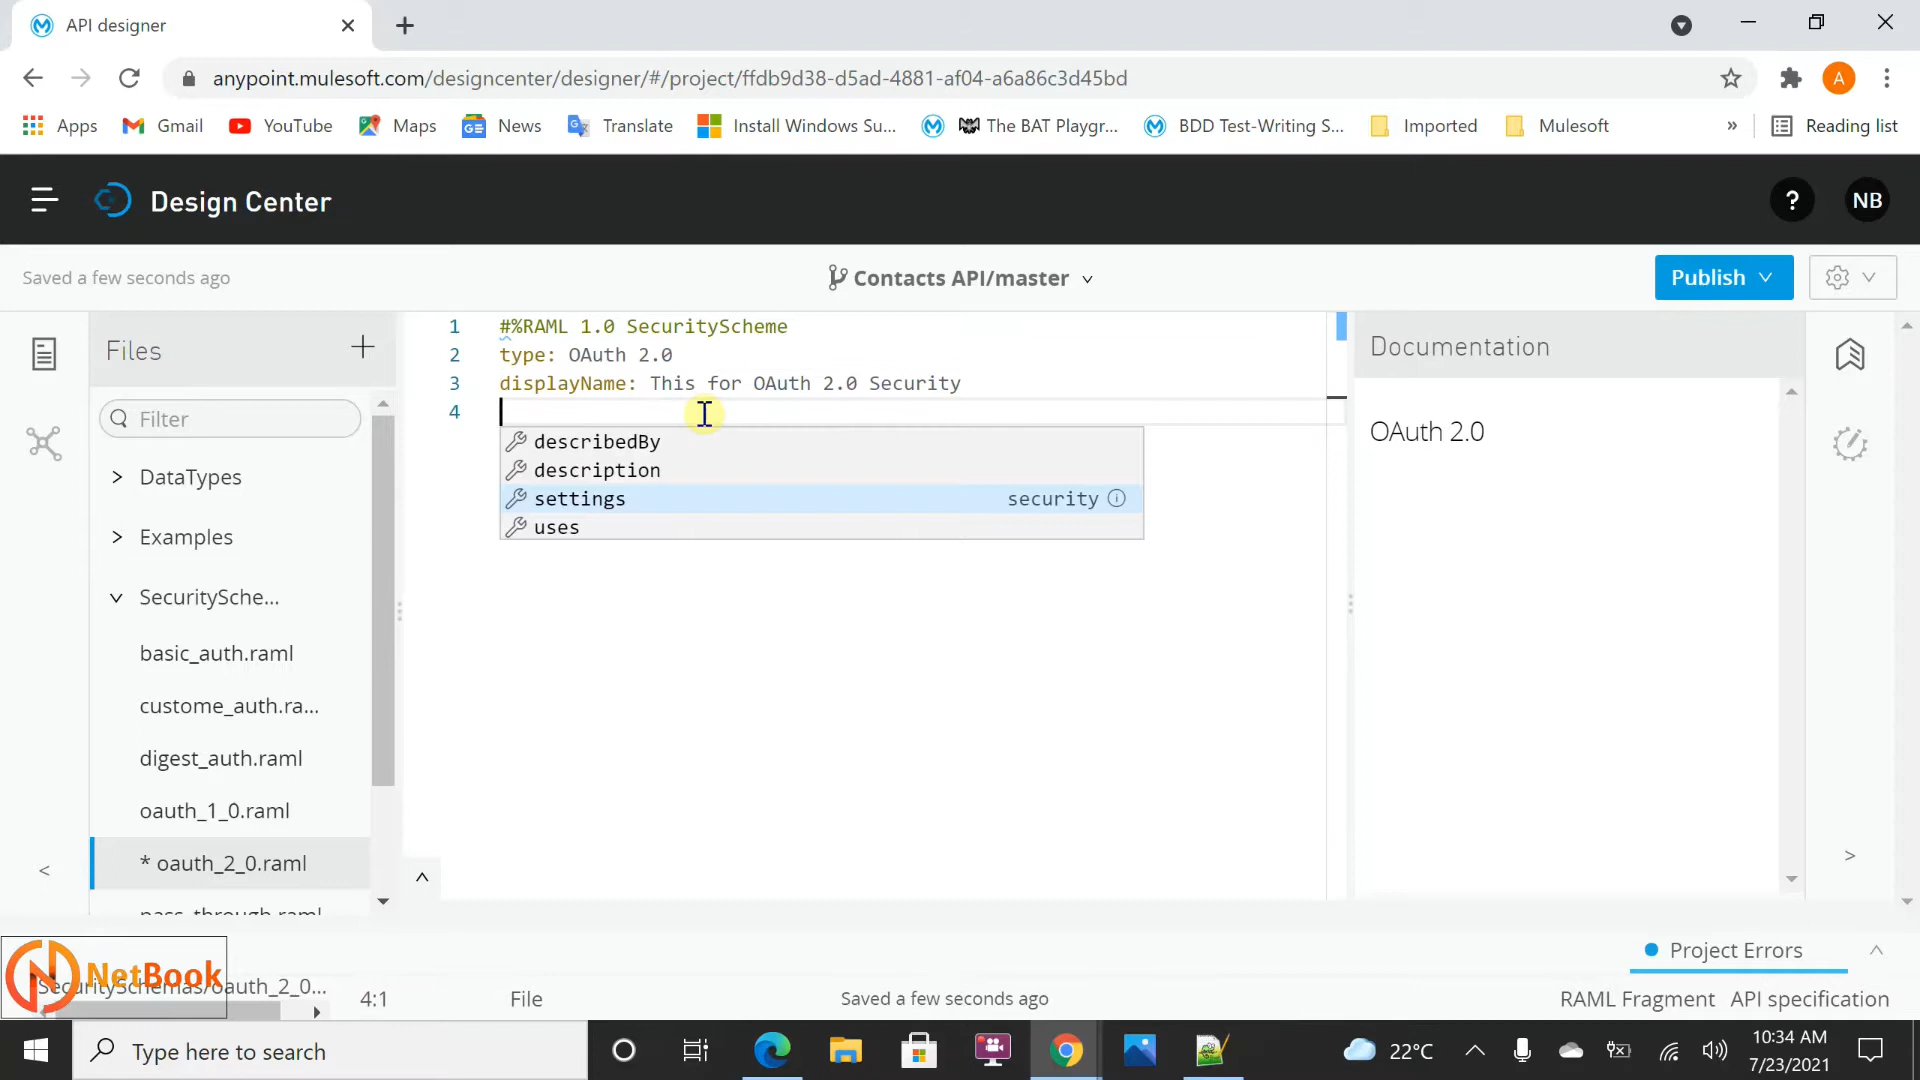 API designer
anypoint.mulesoft.com/designcenter/designer/#/project/ffdb9d38-d5ad-4881-af04-a6a86c3d45bd
A
Apps
Gmail
YouTube
Maps
News
Translate
Install Windows Su...
The BAT Playgr...
BDD Test-Writing S...
Imported
Mulesoft
»
Reading list
Design Center
?
NB
Saved a few seconds ago
Contacts API/master
Publish
Files
Filter
DataTypes
Examples
SecuritySche...
basic_auth.raml
custome_auth.ra...
digest_auth.raml
oauth_1_0.raml
* oauth_2_0.raml
pass_through.raml
1 #%RAML 1.0 SecurityScheme
2 type: OAuth 2.0
3 displayName: This for OAuth 2.0 Security
4
describedBy
description
settings security
uses
Documentation
OAuth 2.0
Project Errors
NetBook
SecuritySchemas/oauth_2_0...
4:1
File
Saved a few seconds ago
RAML Fragment
API specification
Type here to search
22°C
10:34 AM
7/23/2021